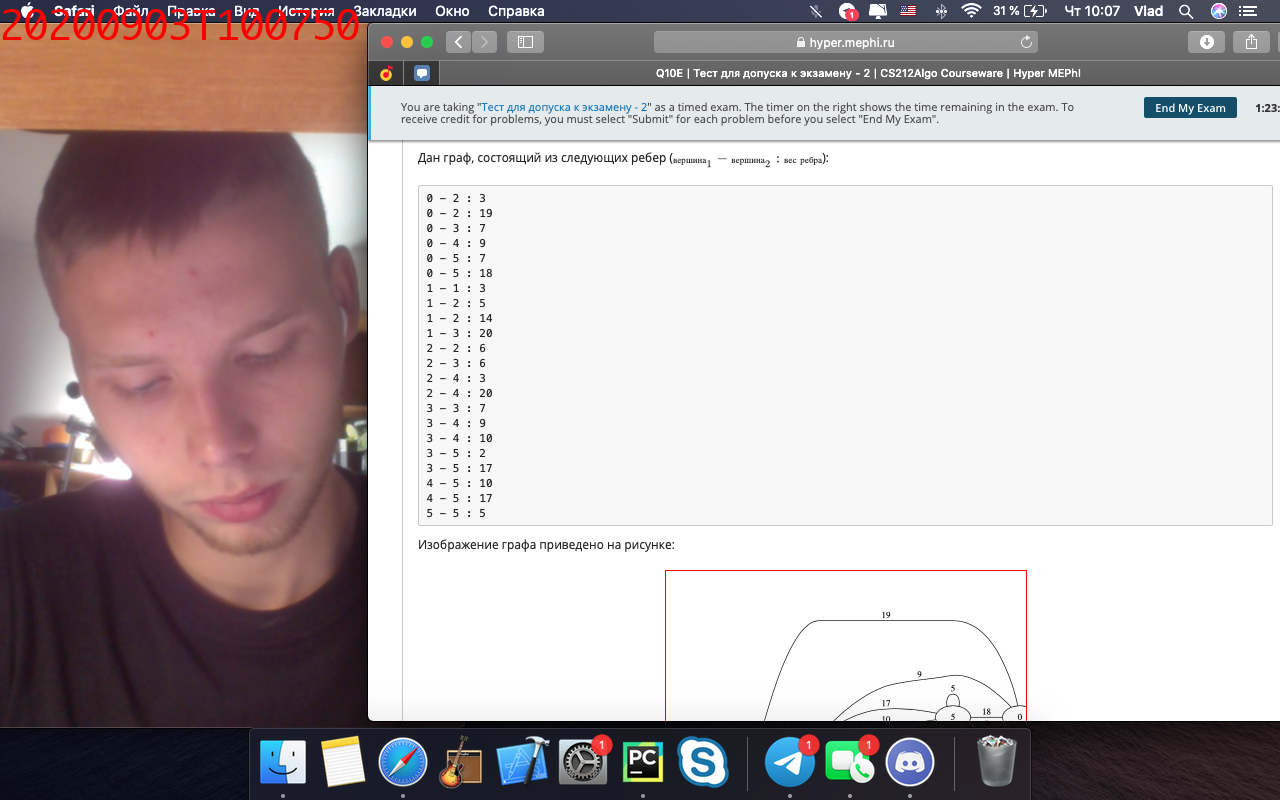 20200903T100750
Safari Файл Правка Вид История Закладки Окно Справка
1
31 %
Чт 10:07 Vlad
hyper.mephi.ru
Q10E | Тест для допуска к экзамену - 2 | CS212Algo Courseware | Hyper MEPhI
You are taking "Тест для допуска к экзамену - 2" as a timed exam. The timer on the right shows the time remaining in the exam. To
receive credit for problems, you must select "Submit" for each problem before you select "End My Exam".
End My Exam
1:23:
Дан граф, состоящий из следующих ребер (вершина1 — вершина2 : вес ребра):
0 – 2 : 3
0 – 2 : 19
0 – 3 : 7
0 – 4 : 9
0 – 5 : 7
0 – 5 : 18
1 – 1 : 3
1 – 2 : 5
1 – 2 : 14
1 – 3 : 20
2 – 2 : 6
2 – 3 : 6
2 – 4 : 3
2 – 4 : 20
3 – 3 : 7
3 – 4 : 9
3 – 4 : 10
3 – 5 : 2
3 – 5 : 17
4 – 5 : 10
4 – 5 : 17
5 – 5 : 5
Изображение графа приведено на рисунке:
19
9
5
17
18
10
5
0
1
PC
1
1